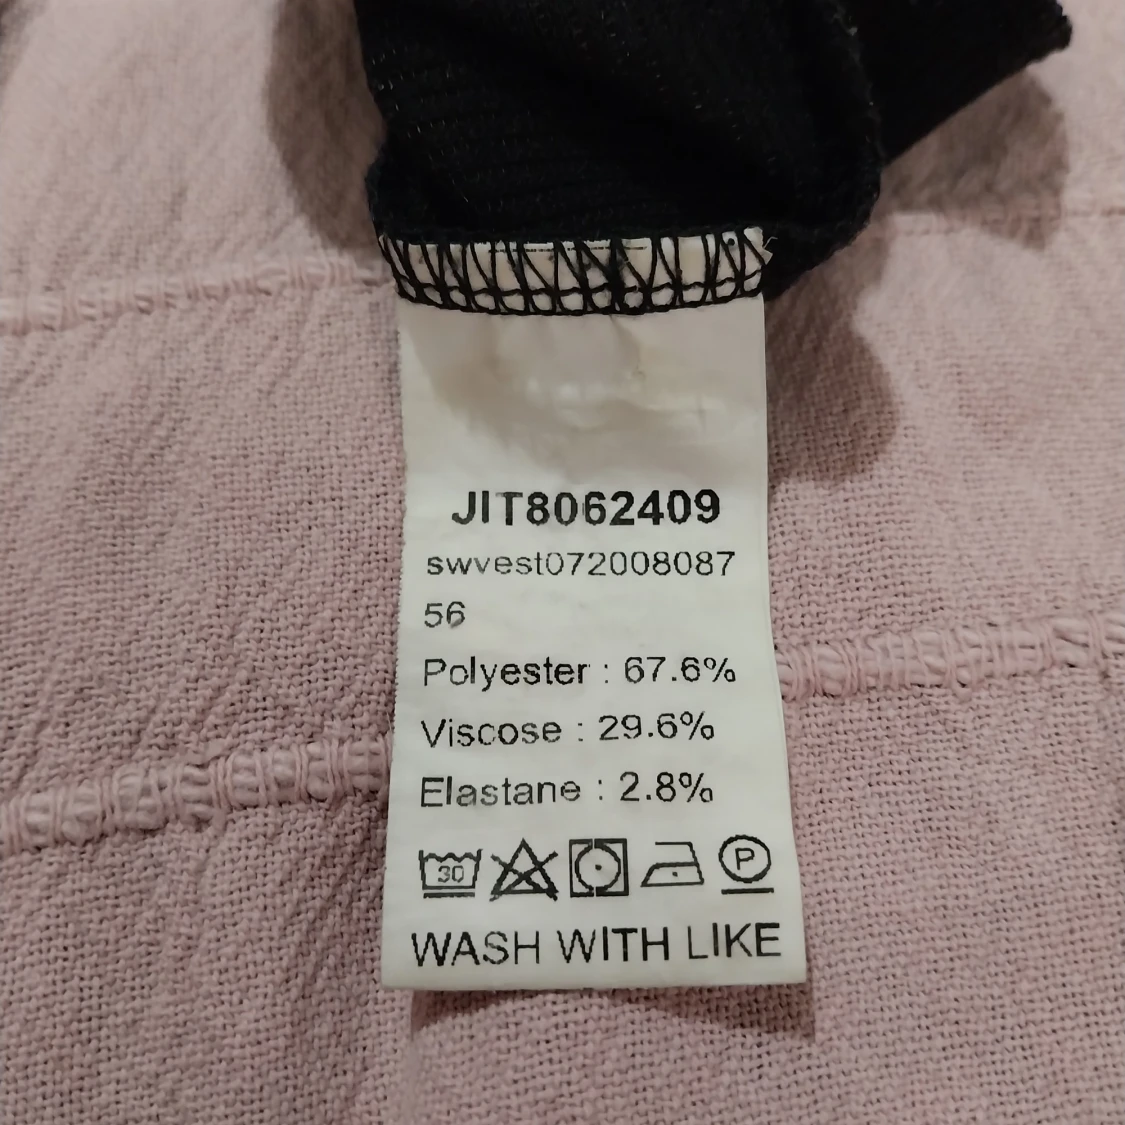 JIT8062409
swvest072008087
56
Polyester : 67.6%
Viscose : 29.6%
Elastane : 2.8%
30 P
WASH WITH LIKE